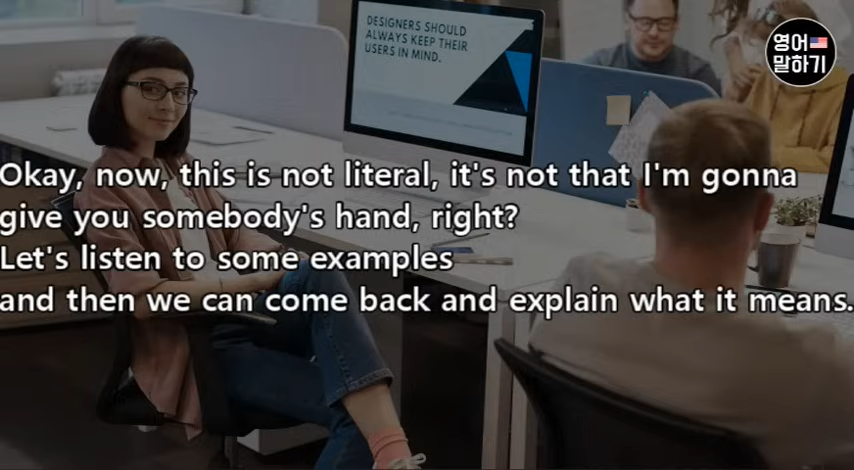 DESIGNERS SHOULD
ALWAYS KEEP THEIR
USERS IN MIND.
영어
말하기
Okay, now, this is not literal, it's not that I'm gonna
give you somebody's hand, right?
Let's listen to some examples
and then we can come back and explain what it means.